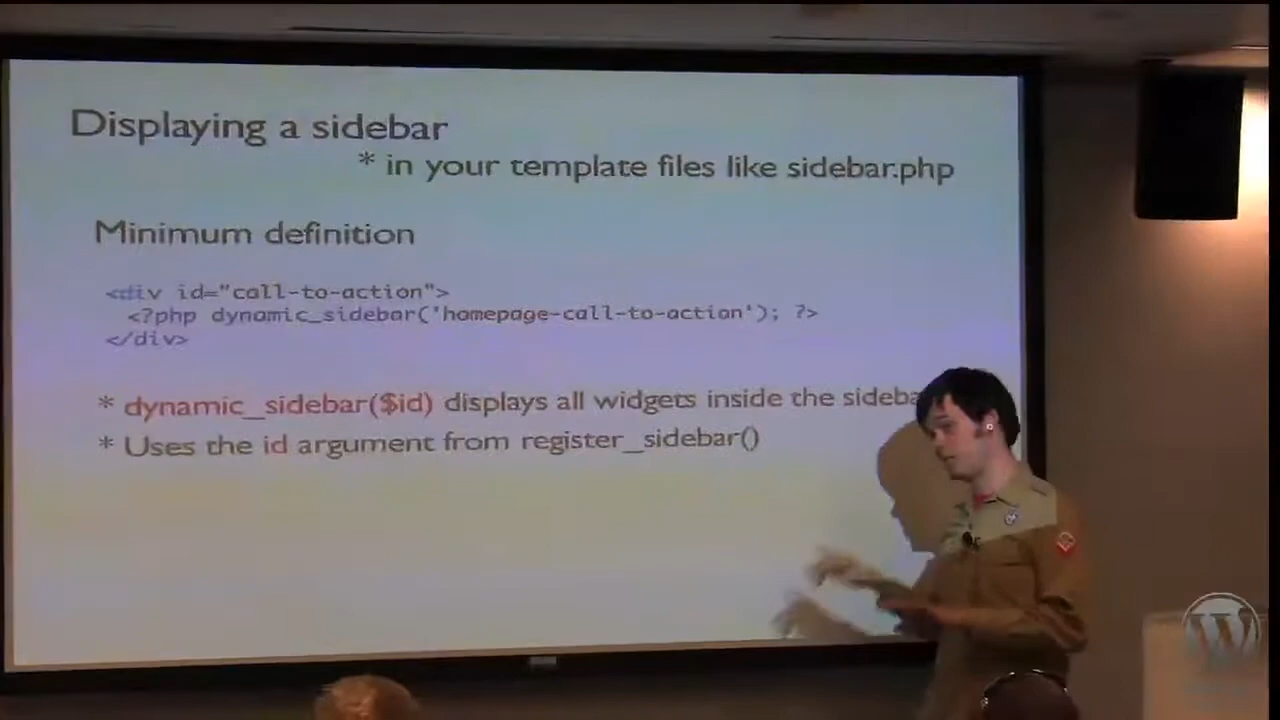 Displaying a sidebar
* in your template files like sidebar.php
Minimum definition
<div id="call-to-action">
<?php dynamic_sidebar('homepage-call-to-action'); ?>
</div>
* dynamic_sidebar($id) displays all widgets inside the sideba
* Uses the id argument from register_sidebar()